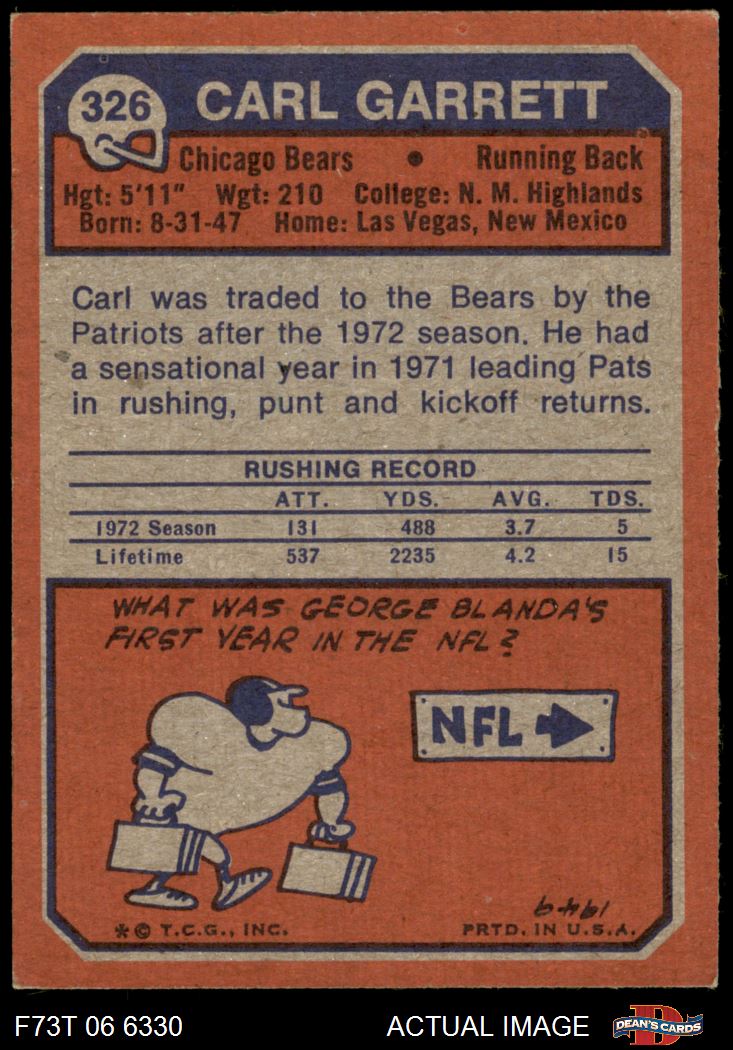 326 CARL GARRETT
Chicago Bears • Running Back
Hgt: 5'11" Wgt: 210 College: N. M. Highlands
Born: 8-31-47 Home: Las Vegas, New Mexico
Carl was traded to the Bears by the
Patriots after the 1972 season. He had
a sensational year in 1971 leading Pats
in rushing, punt and kickoff returns.
RUSHING RECORD
ATT. YDS. AVG. TDS.
1972 Season 131 488 3.7 5
Lifetime 537 2235 4.2 15
WHAT WAS GEORGE BLANDA'S
FIRST YEAR IN THE NFL?
NFL
1949
*© T.C.G., INC. PRTD. IN U.S.A.
F73T 06 6330 ACTUAL IMAGE D DEAN'S CARDS